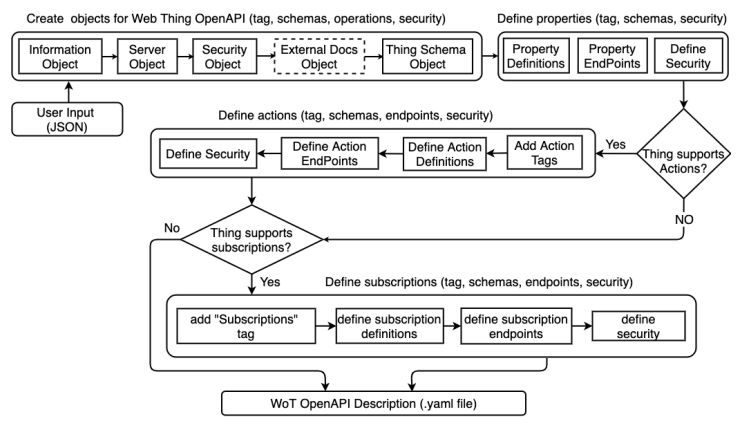 Create objects for Web Thing OpenAPI (tag, schemas, operations, security)
Define properties (tag, schemas, security)
Information
Object
Server
Object
Security
Object
External Docs
Object
Thing Schema
Object
Property
Definitions
Property
EndPoints
Define
Security
User Input
(JSON)
Define actions (tag, schemas, endpoints, security)
Define Security
Define Action
EndPoints
Define Action
Definitions
Add Action
Tags
Yes
Thing supports
Actions?
NO
No
Thing supports
subscriptions?
Yes
Define subscriptions (tag, schemas, endpoints, security)
add "Subscriptions"
tag
define subscription
definitions
define subscription
endpoints
define
security
WoT OpenAPI Description (.yaml file)